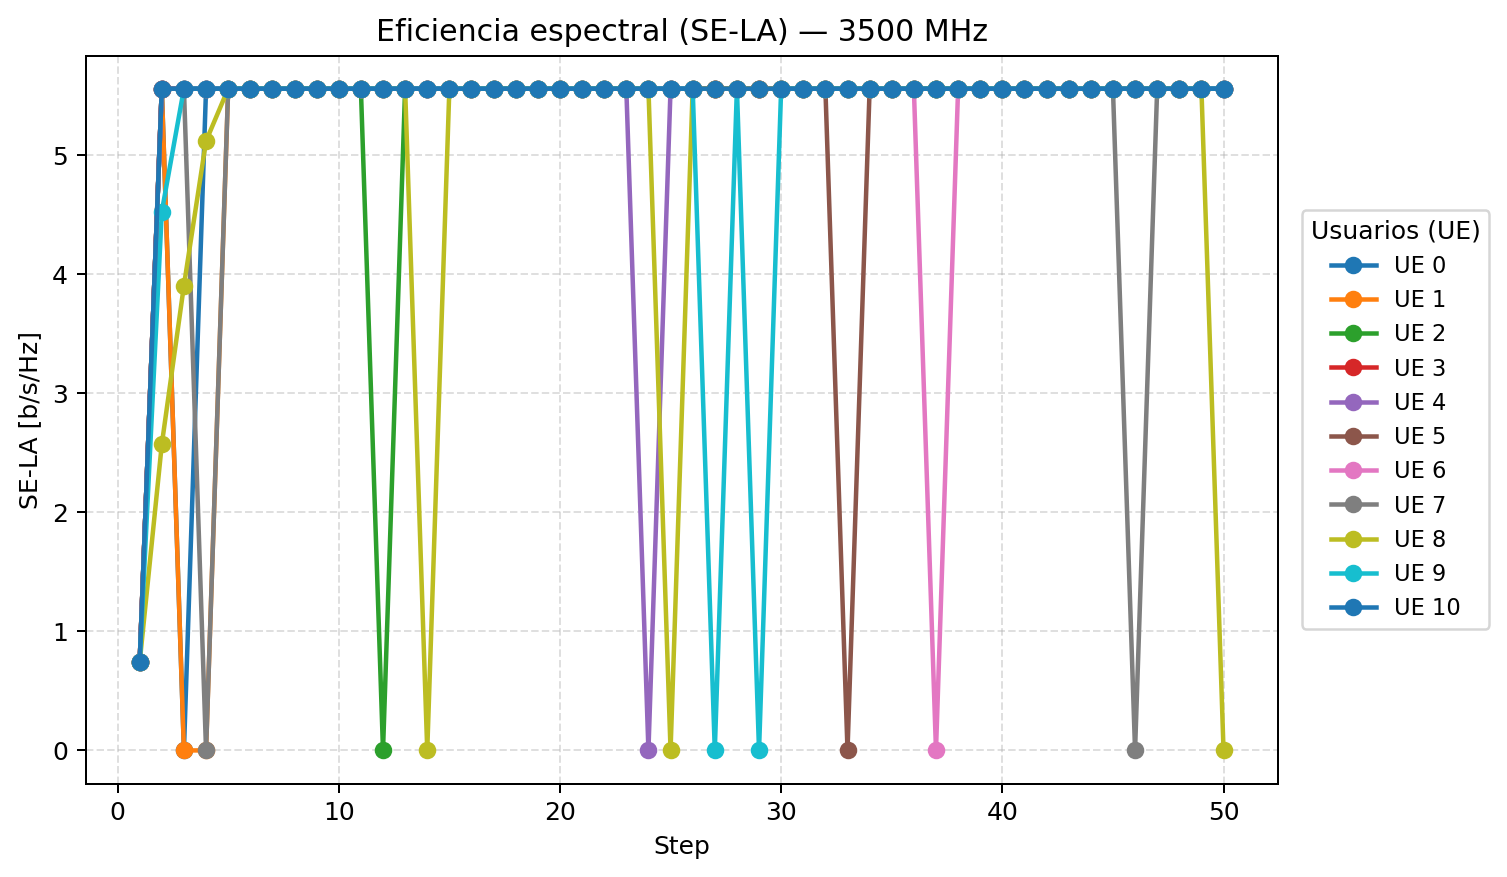 Eficiencia espectral (SE-LA) — 3500 MHz
SE-LA [b/s/Hz]
5
4
3
2
1
0
0
10
20
30
40
50
Step
Usuarios (UE)
UE 0
UE 1
UE 2
UE 3
UE 4
UE 5
UE 6
UE 7
UE 8
UE 9
UE 10